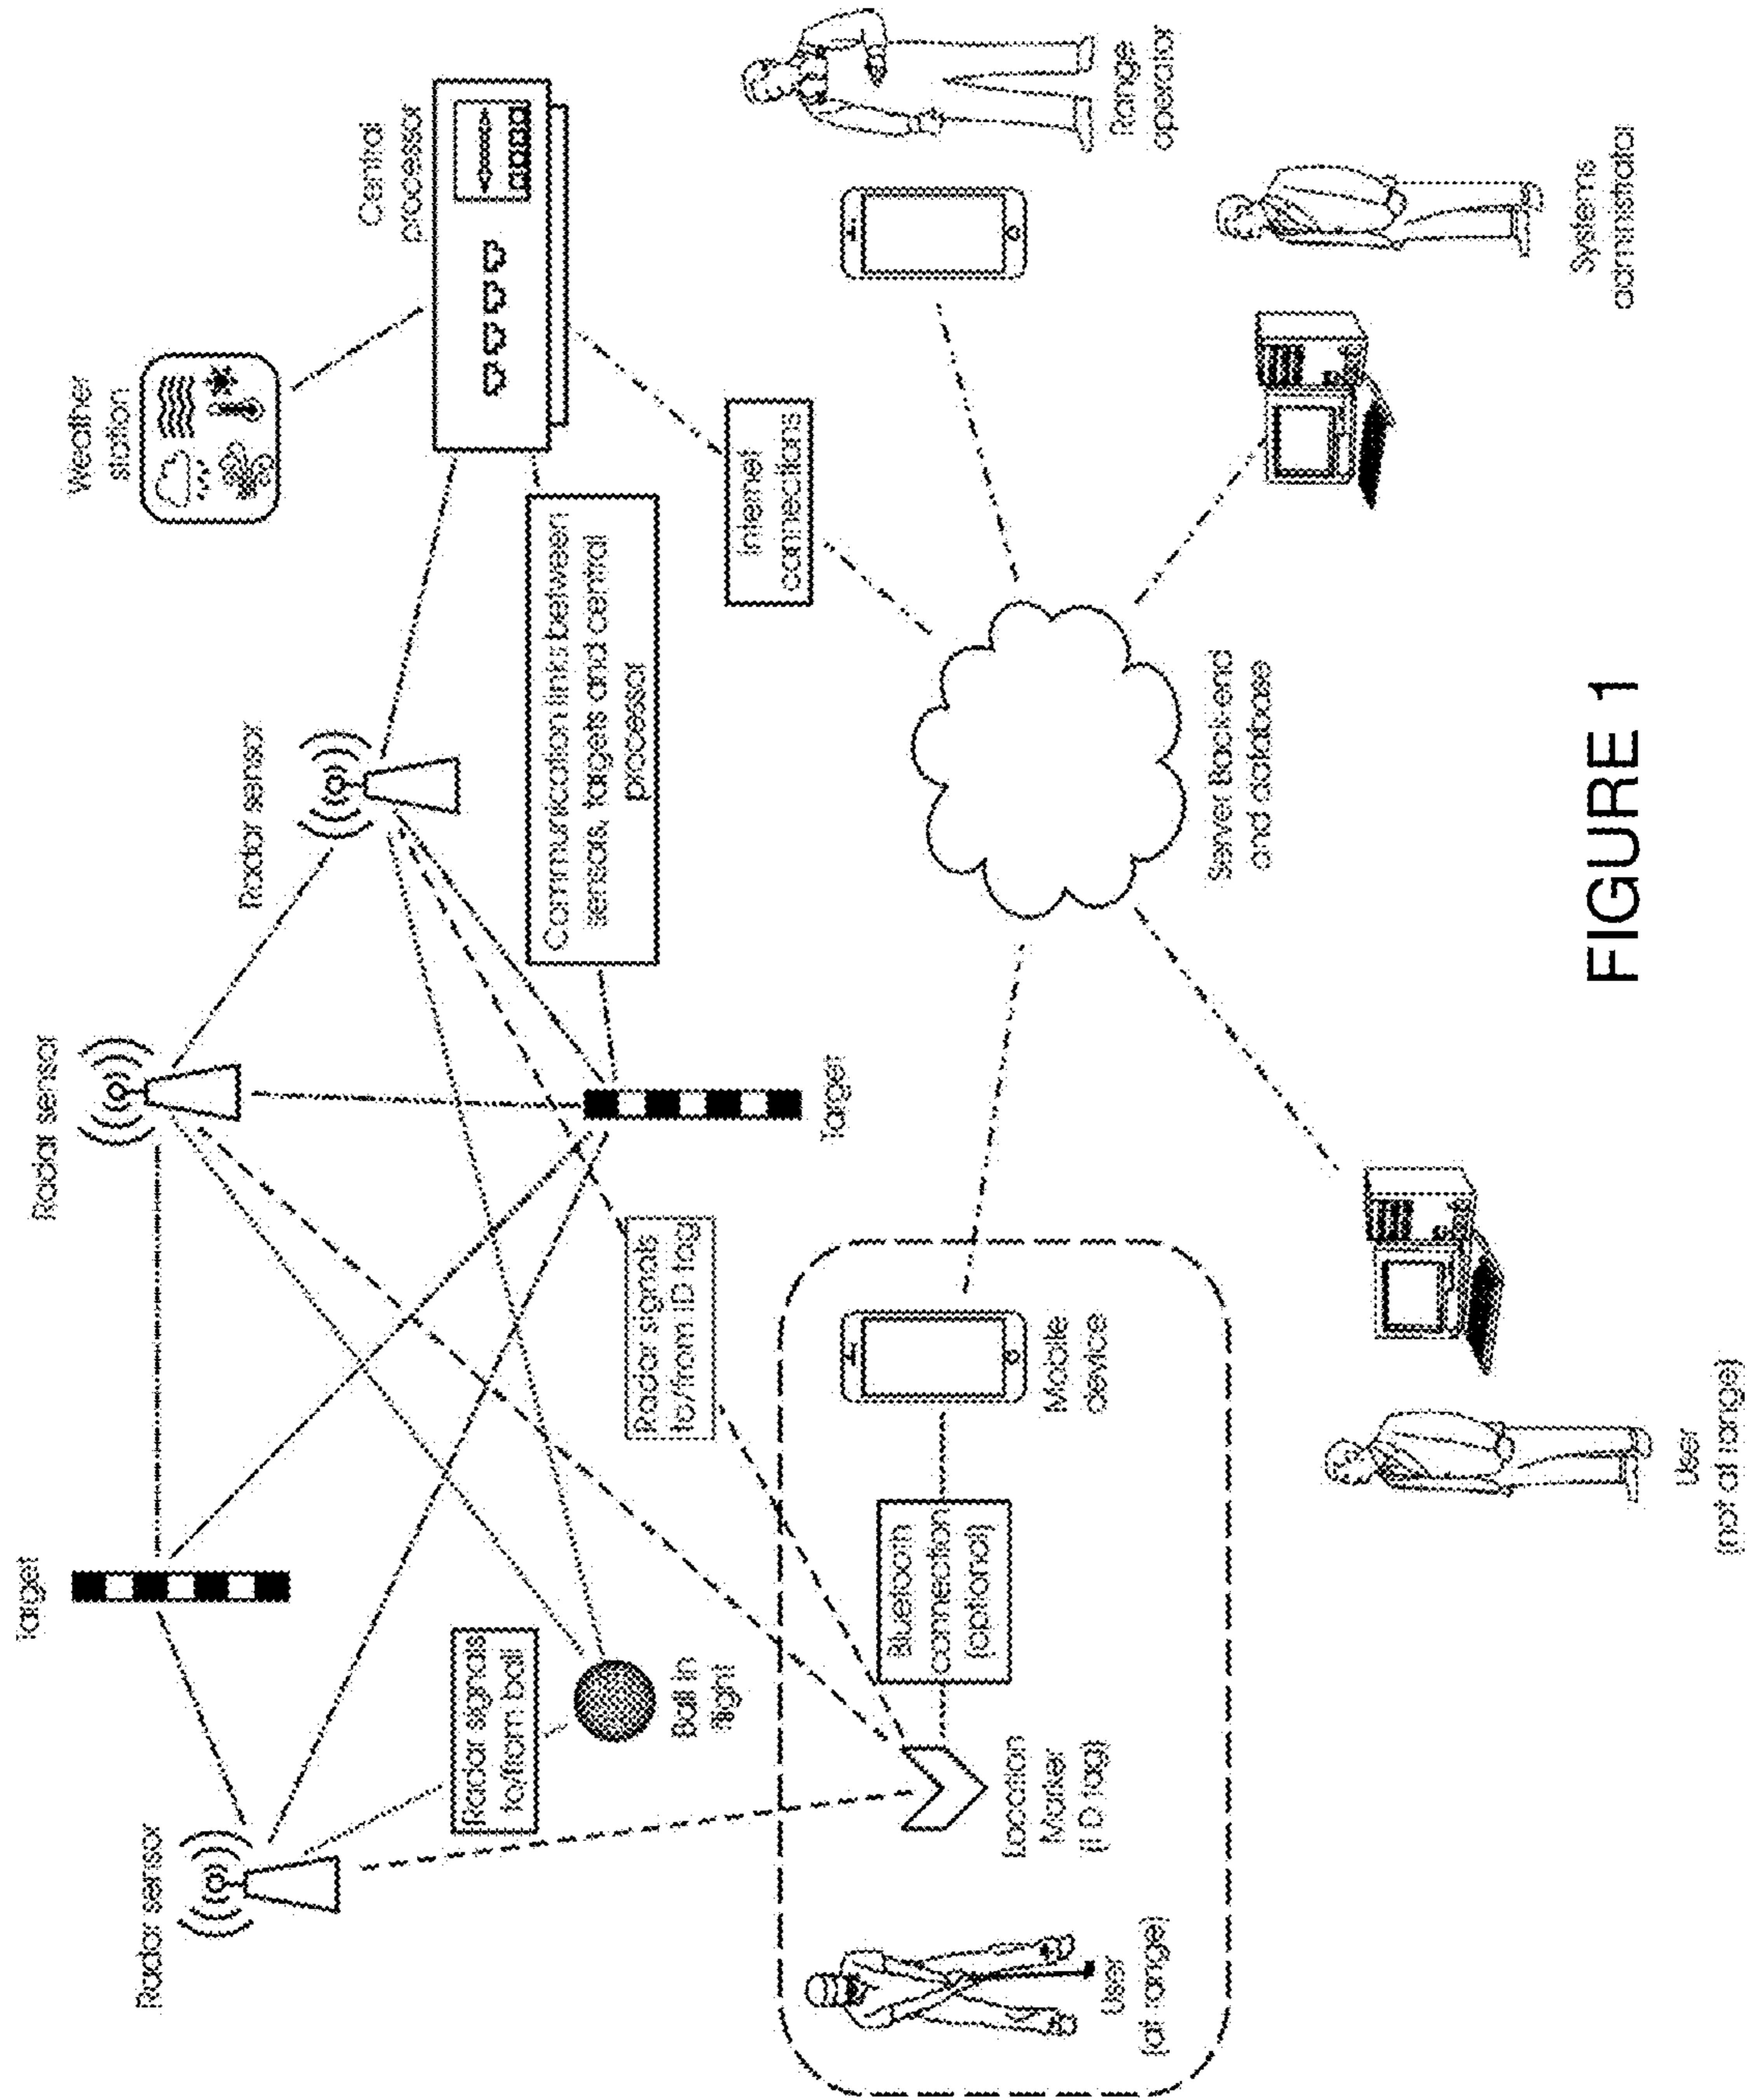 Target
Radar sensor
Radar sensor
Radar sensor
Weather
station
Central
processor
Radar signals
to/from ball
Ball in
flight
Radar signals
to/from ID tag
Target
Communication links between
sensors, targets and central
processor
Internet
connections
User
(at range)
Location
Marker
(ID tag)
Bluetooth
connection
(optional)
Mobile
device
Server Back-end
and database
Range
operator
User
(not at range)
Systems
administrator
FIGURE 1